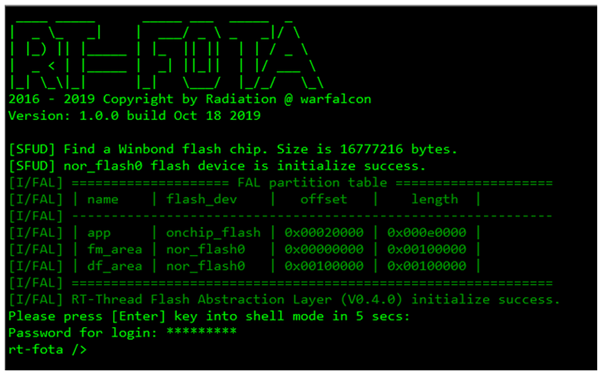 RT-FOTA
2016 - 2019 Copyright by Radiation @ warfalcon
Version: 1.0.0 build Oct 18 2019
[SFUD] Find a Winbond flash chip. Size is 16777216 bytes.
[SFUD] nor_flash0 flash device is initialize success.
[I/FAL] ==================== FAL partition table ====================
[I/FAL] | name | flash_dev | offset | length |
[I/FAL] -------------------------------------------------------------
[I/FAL] | app | onchip_flash | 0x00020000 | 0x000e0000 |
[I/FAL] | fm_area | nor_flash0 | 0x00000000 | 0x00100000 |
[I/FAL] | df_area | nor_flash0 | 0x00100000 | 0x00100000 |
[I/FAL] =============================================================
[I/FAL] RT-Thread Flash Abstraction Layer (V0.4.0) initialize success.
Please press [Enter] key into shell mode in 5 secs:
Password for login: *********
rt-fota />